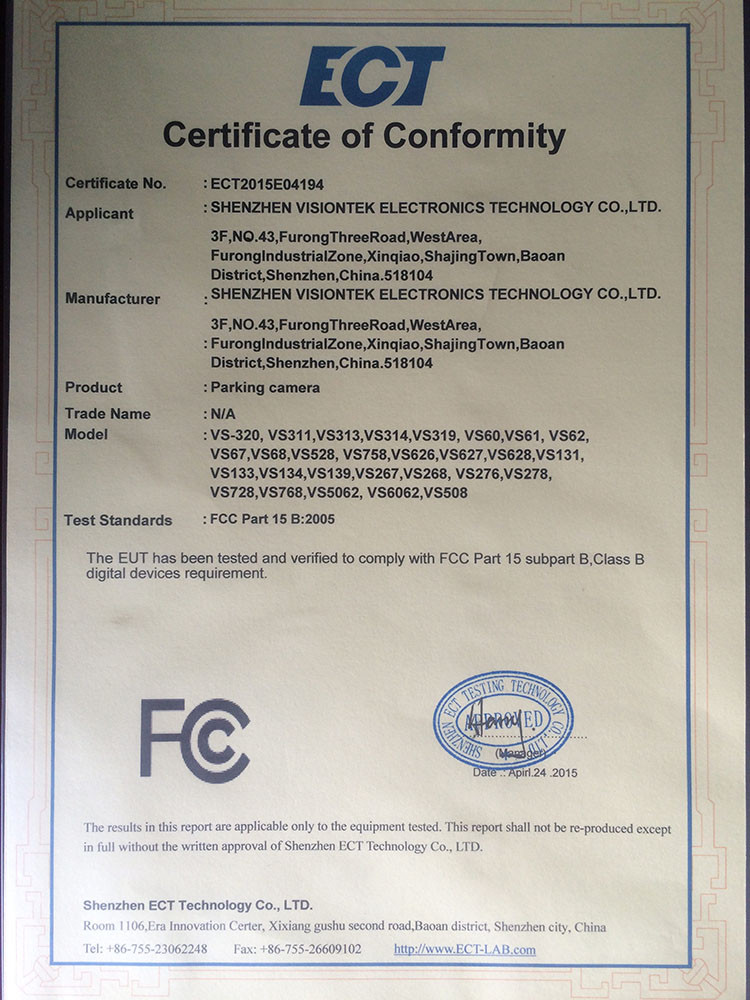 ECT
Certificate of Conformity
Certificate No. : ECT2015E04194
Applicant : SHENZHEN VISIONTEK ELECTRONICS TECHNOLOGY CO.,LTD.
3F,NO.43,FurongThreeRoad,WestArea,
FurongIndustrialZone,Xinqiao,ShajingTown,Baoan
District,Shenzhen,China.518104
Manufacturer : SHENZHEN VISIONTEK ELECTRONICS TECHNOLOGY CO.,LTD.
3F,NO.43,FurongThreeRoad,WestArea,
: FurongIndustrialZone,Xinqiao,ShajingTown,Baoan
District,Shenzhen,China.518104
Product : Parking camera
Trade Name : N/A
Model : VS-320, VS311,VS313,VS314,VS319, VS60,VS61, VS62,
VS67,VS68,VS528, VS758,VS626,VS627,VS628,VS131,
VS133,VS134,VS139,VS267,VS268, VS276,VS278,
VS728,VS768,VS5062, VS6062,VS508
Test Standards : FCC Part 15 B:2005
The EUT has been tested and verified to comply with FCC Part 15 subpart B,Class B
digital devices requirement.
FCC
SHENZHEN ECT TESTING TECHNOLOGY CO., LTD.
APPROVED
(Manager)
Date .: Apirl.24 .2015
The results in this report are applicable only to the equipment tested. This report shall not be re-produced except
in full without the written approval of Shenzhen ECT Technology Co., LTD.
Shenzhen ECT Technology Co., LTD.
Room 1106,Era Innovation Certer, Xixiang gushu second road,Baoan district, Shenzhen city, China
Tel: +86-755-23062248 Fax: +86-755-26609102 http://www.ECT-LAB.com